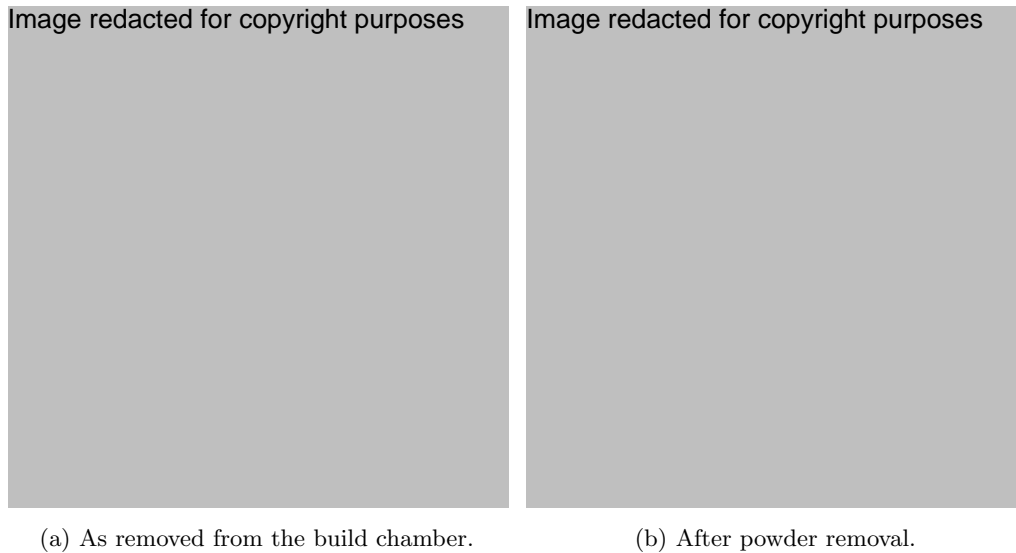 Image redacted for copyright purposes
Image redacted for copyright purposes
(a) As removed from the build chamber.
(b) After powder removal.